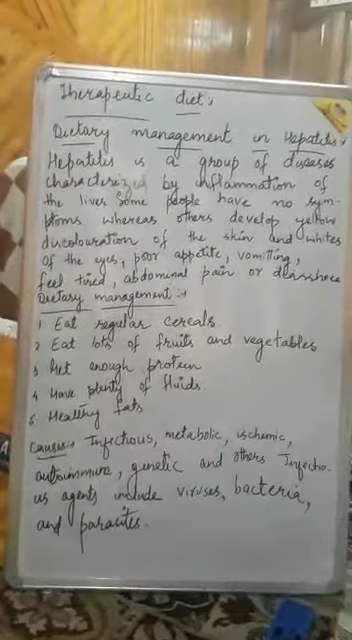 Therapeutic diet:
Dietary management in Hepatitis:
Hepatitis is a group of diseases
characterized by inflammation of
the lives Some people have no sym-
ptoms whereas others develop yellow
discolouration of the skin and whites
of the eyes, poor appetite, vomitting,
feel tired, abdominal pain or diarrhoea
Dietary management:
1 Eat regular cereals.
2 Eat lots of fruits and vegetables
3 Get enough protein
4 Have plenty of fluids.
5 Healthy fats
Causes: Infectious, metabolic, ischemic,
autoimmune, genetic and others Infectio-
us agents include viruses, bacteria,
and parasites.